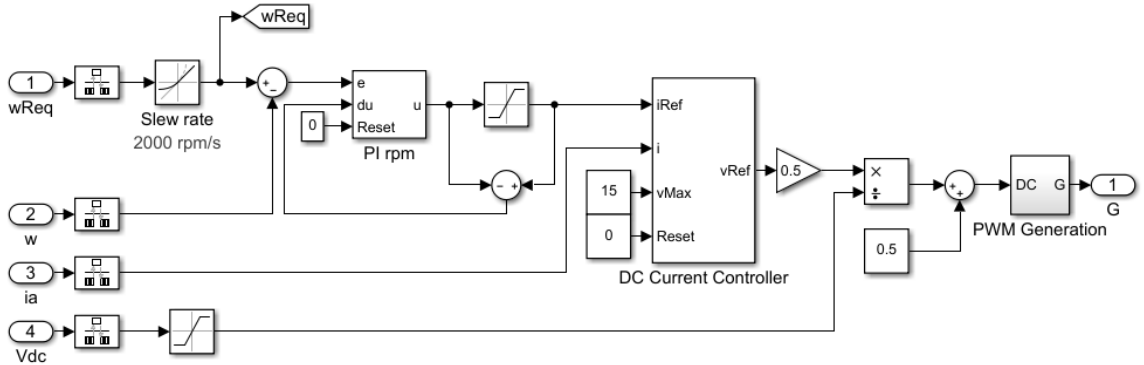 wReq
1
wReq
Slew rate
2000 rpm/s
+
−
e
du
Reset
u
0
PI rpm
− +
iRef
i
vMax
Reset
vRef
15
0
DC Current Controller
0.5
×
÷
+
+
0.5
DC
G
PWM Generation
1
G
2
w
3
ia
4
Vdc